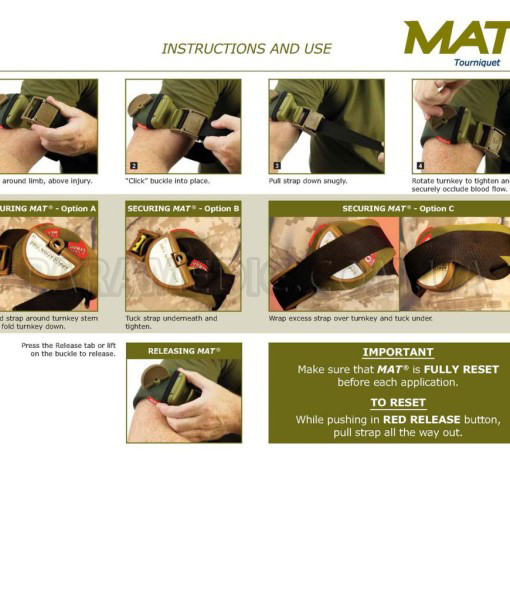 INSTRUCTIONS AND USE
MAT
Tourniquet
around limb, above injury.
2
"Click" buckle into place.
3
Pull strap down snugly.
4
Rotate turnkey to tighten an
securely occlude blood flow.
URING MAT® - Option A
SECURING MAT® - Option B
SECURING MAT® - Option C
d strap around turnkey stem
fold turnkey down.
Tuck strap underneath and
tighten.
Wrap excess strap over turnkey and tuck under.
Press the Release tab or lift
on the buckle to release.
RELEASING MAT®
IMPORTANT
Make sure that MAT® is FULLY RESET
before each application.
TO RESET
While pushing in RED RELEASE button,
pull strap all the way out.